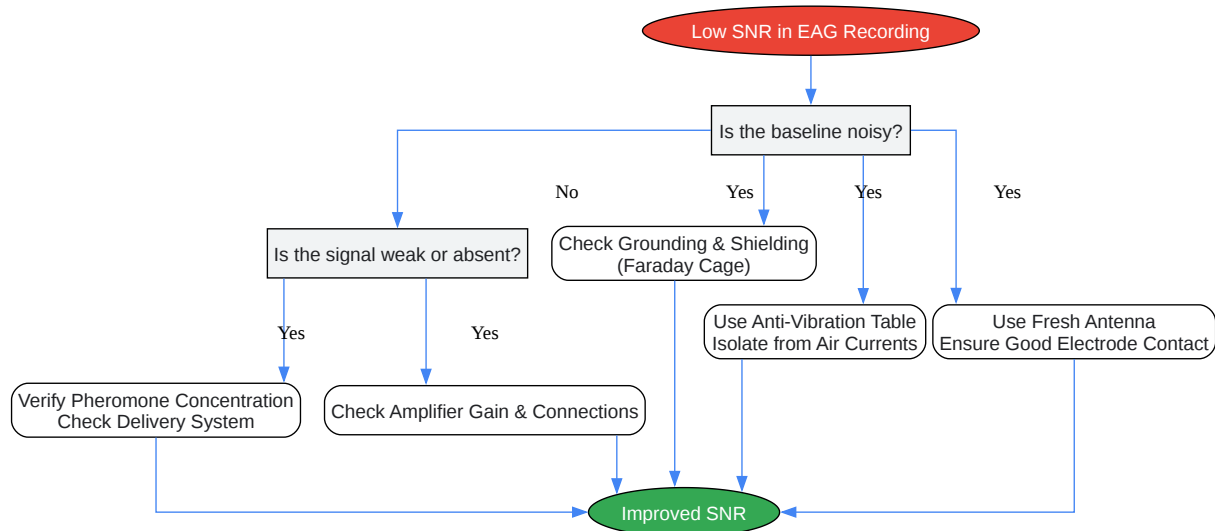 Low SNR in EAG Recording
Is the baseline noisy?
No
Yes
Yes
Yes
Check Grounding & Shielding
(Faraday Cage)
Is the signal weak or absent?
Use Anti-Vibration Table
Isolate from Air Currents
Use Fresh Antenna
Ensure Good Electrode Contact
Yes
Yes
Verify Pheromone Concentration
Check Delivery System
Check Amplifier Gain & Connections
Improved SNR